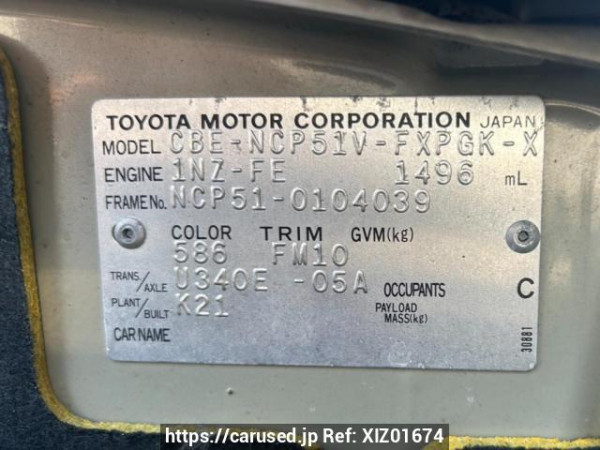 TOYOTA MOTOR CORPORATION JAPAN
MODEL CBE-NCP51V-FXPGK-X
ENGINE 1NZ-FE 1496 mL
FRAME No. NCP51-0104039
COLOR TRIM GVM(kg)
586 FM10
TRANS/AXLE U340E -05A OCCUPANTS C
PLANT/BUILT K21 PAYLOAD MASS(kg)
CAR NAME
30881
https://carused.jp Ref: XIZ01674